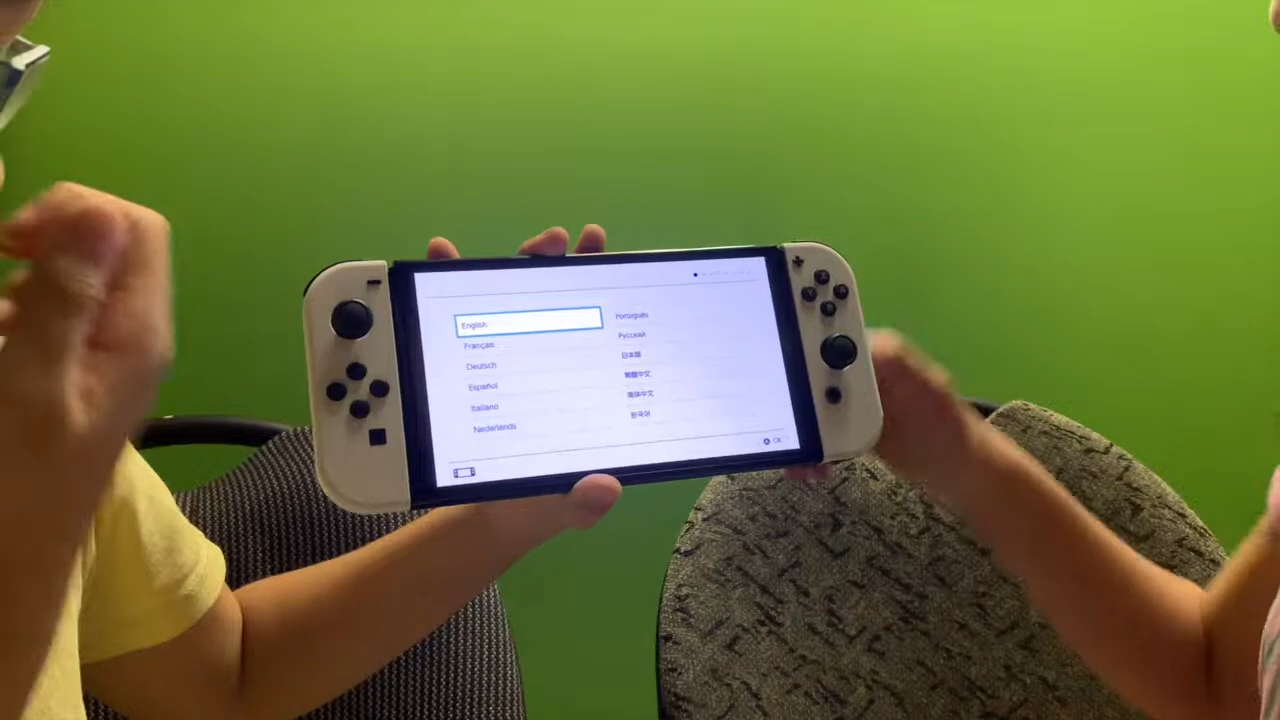 English
Français
Deutsch
Español
Italiano
Nederlands
Português
Русский
日本語
繁體中文
简体中文
한국어
OK